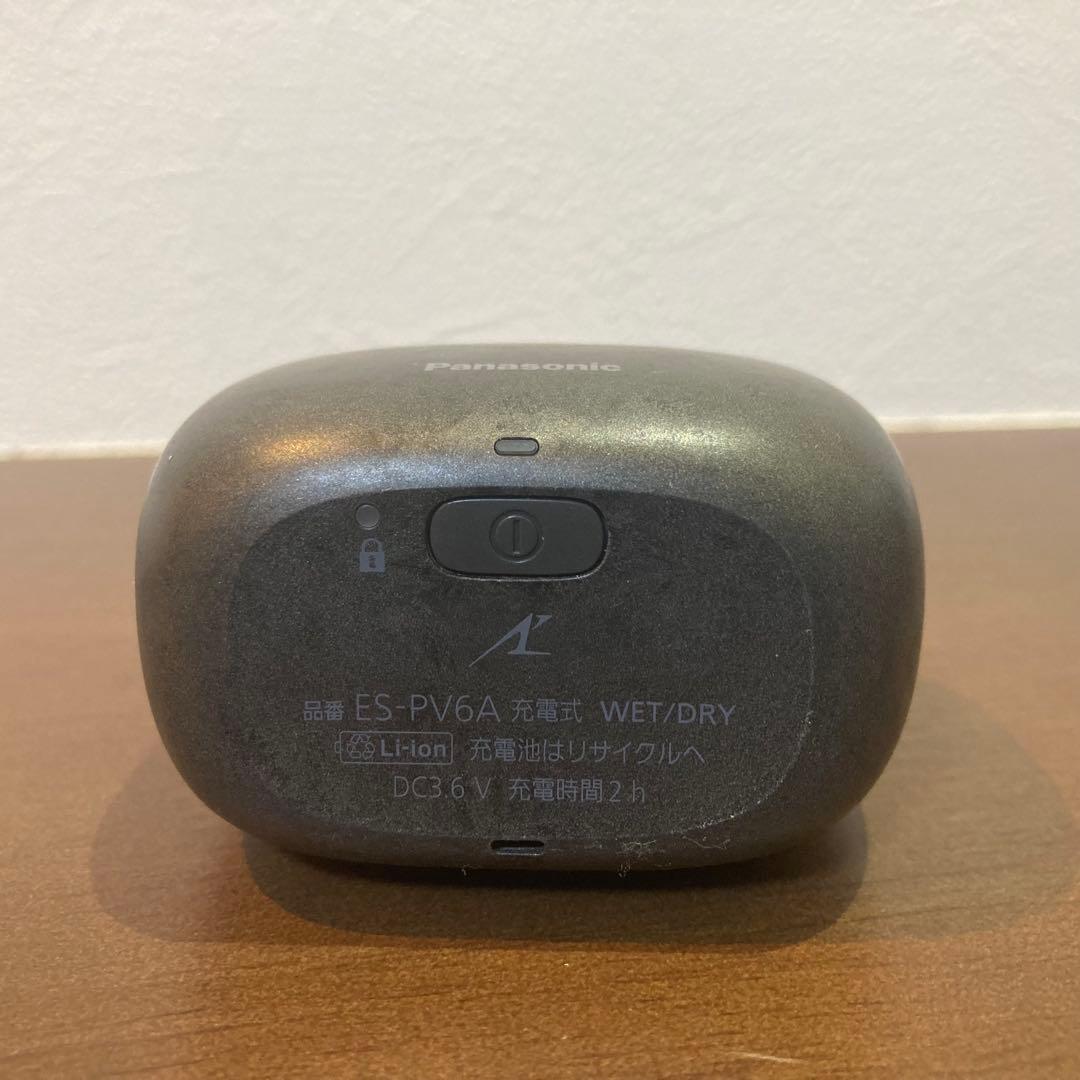 Panasonic
品番 ES-PV6A 充電式 WET/DRY
Li-ion 充電池はリサイクルへ
DC3.6 V 充電時間2h